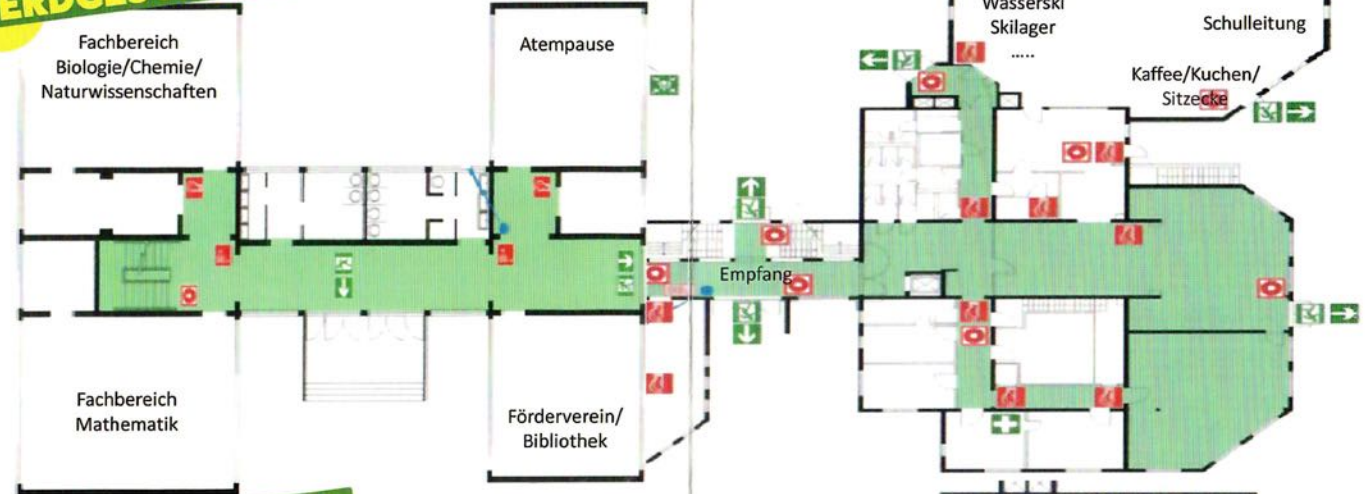 Fachbereich
Biologie/Chemie/
Naturwissenschaften
Atempause
Wasserski
Skilager
.....
Schulleitung
Kaffee/Kuchen/
Sitzecke
Empfang
Fachbereich
Mathematik
Förderverein/
Bibliothek